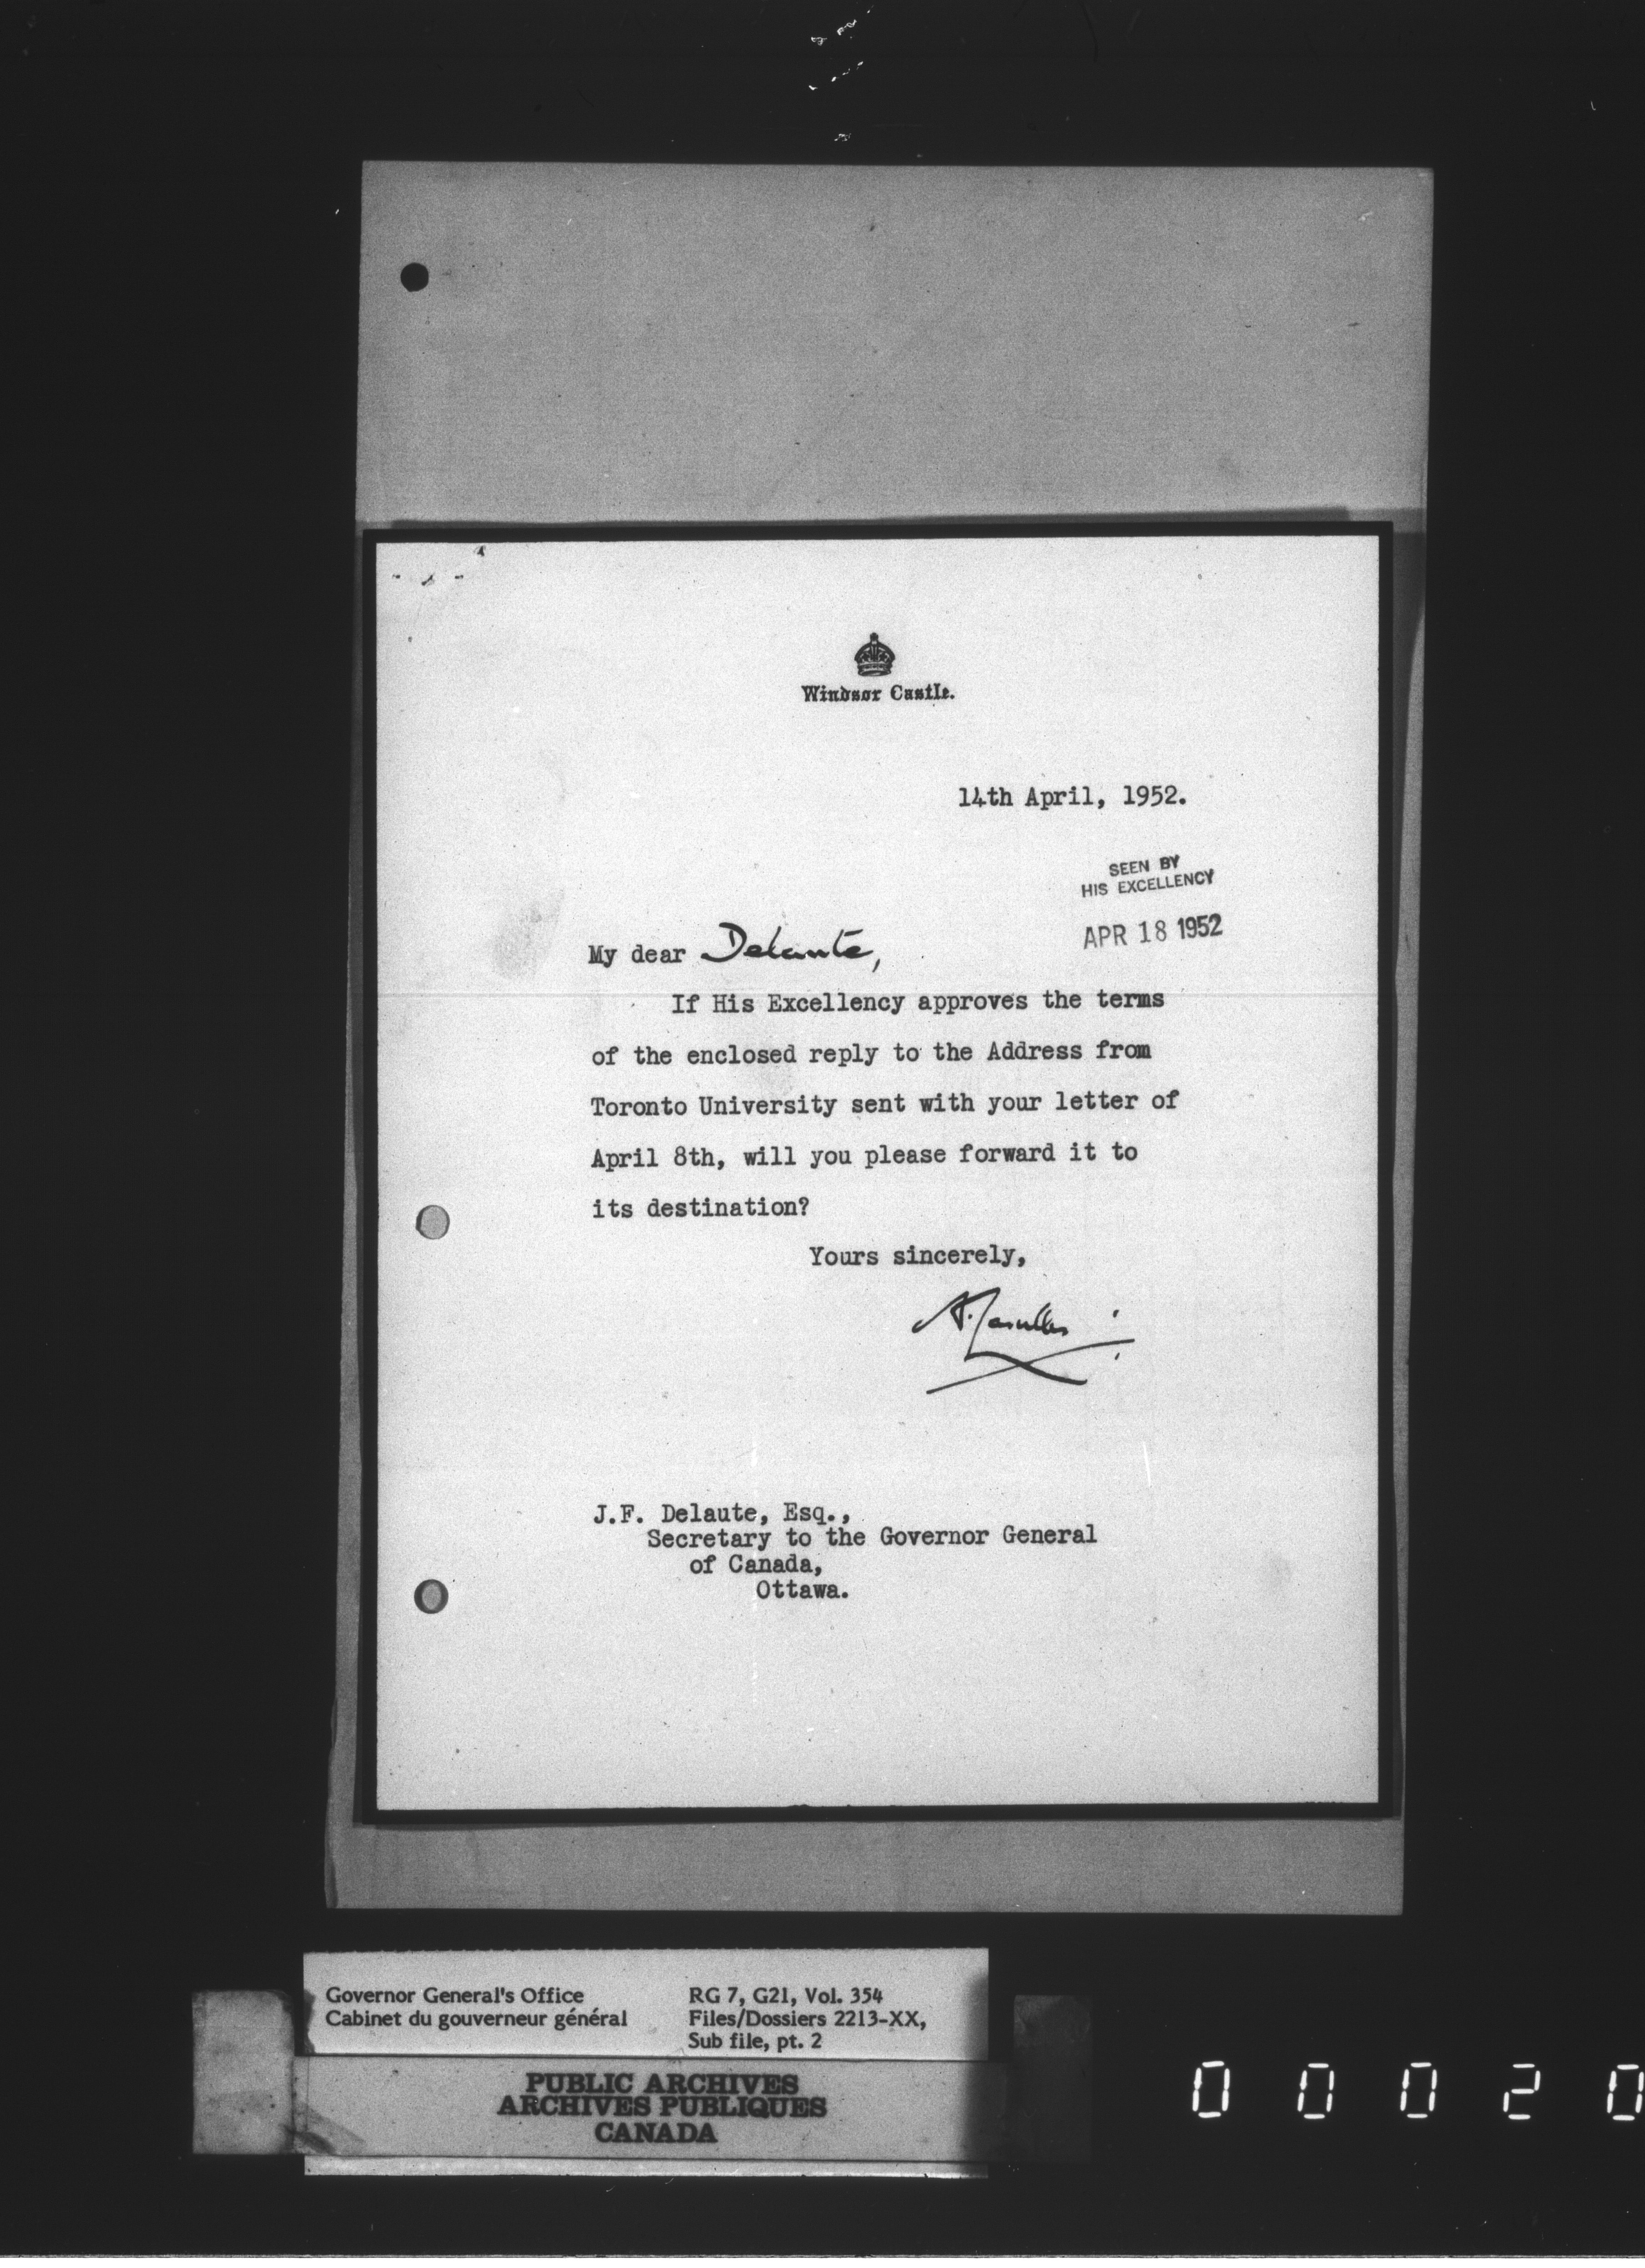 Windsor Castle.
14th April, 1952.
SEEN BY
HIS EXCELLENCY
APR 18 1952
My dear Delaute,
If His Excellency approves the terms
of the enclosed reply to the Address from
Toronto University sent with your letter of
April 8th, will you please forward it to
its destination?
Yours sincerely,
A. Lascelles
J.F. Delaute, Esq.,
Secretary to the Governor General
of Canada,
Ottawa.
Governor General's Office
Cabinet du gouverneur général
RG 7, G21, Vol. 354
Files/Dossiers 2213-XX,
Sub file, pt. 2
PUBLIC ARCHIVES
ARCHIVES PUBLIQUES
CANADA
0 0 0 2 0